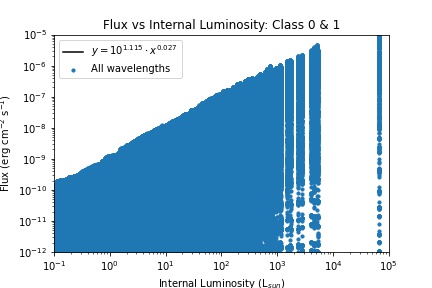 Flux vs Internal Luminosity: Class 0 & 1
y = 10^1.115 · x^0.027
All wavelengths
Flux (erg cm⁻² s⁻¹)
10⁻⁵
10⁻⁶
10⁻⁷
10⁻⁸
10⁻⁹
10⁻¹⁰
10⁻¹¹
10⁻¹²
10⁻¹ 10⁰ 10¹ 10² 10³ 10⁴ 10⁵
Internal Luminosity (L_sun)